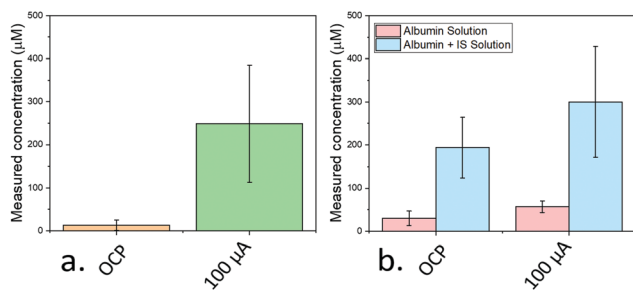 Measured concentration (μM)
500
400
300
200
100
0
a.
OCP
100 μA
Measured concentration (μM)
500
400
300
200
100
0
Albumin Solution
Albumin + IS Solution
b.
OCP
100 μA